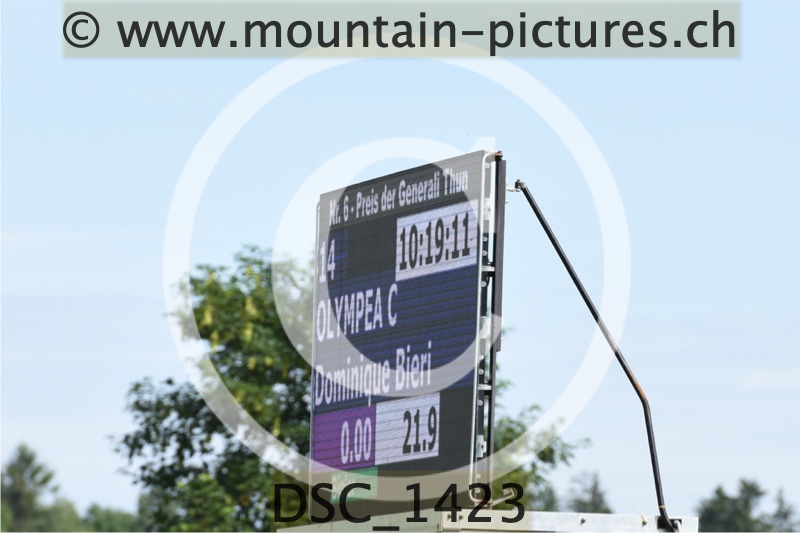 © www.mountain-pictures.ch
Nr. 6 - Preis der Generali Thun
14 10:19:11
OLYMPEA C
Dominique Bieri
0.00 21.9
DSC_1423